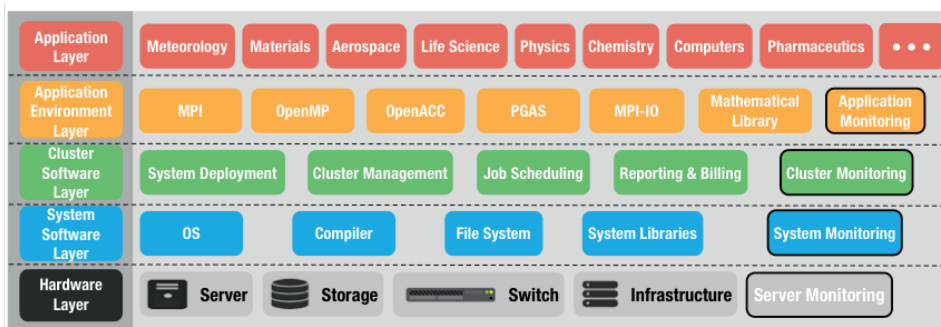 Application
Layer
Meteorology
Materials
Aerospace
Life Science
Physics
Chemistry
Computers
Pharmaceutics
• • •
Application
Environment
Layer
MPI
OpenMP
OpenACC
PGAS
MPI-IO
Mathematical
Library
Application
Monitoring
Cluster
Software
Layer
System Deployment
Cluster Management
Job Scheduling
Reporting & Billing
Cluster Monitoring
System
Software
Layer
OS
Compiler
File System
System Libraries
System Monitoring
Hardware
Layer
Server
Storage
Switch
Infrastructure
Server Monitoring